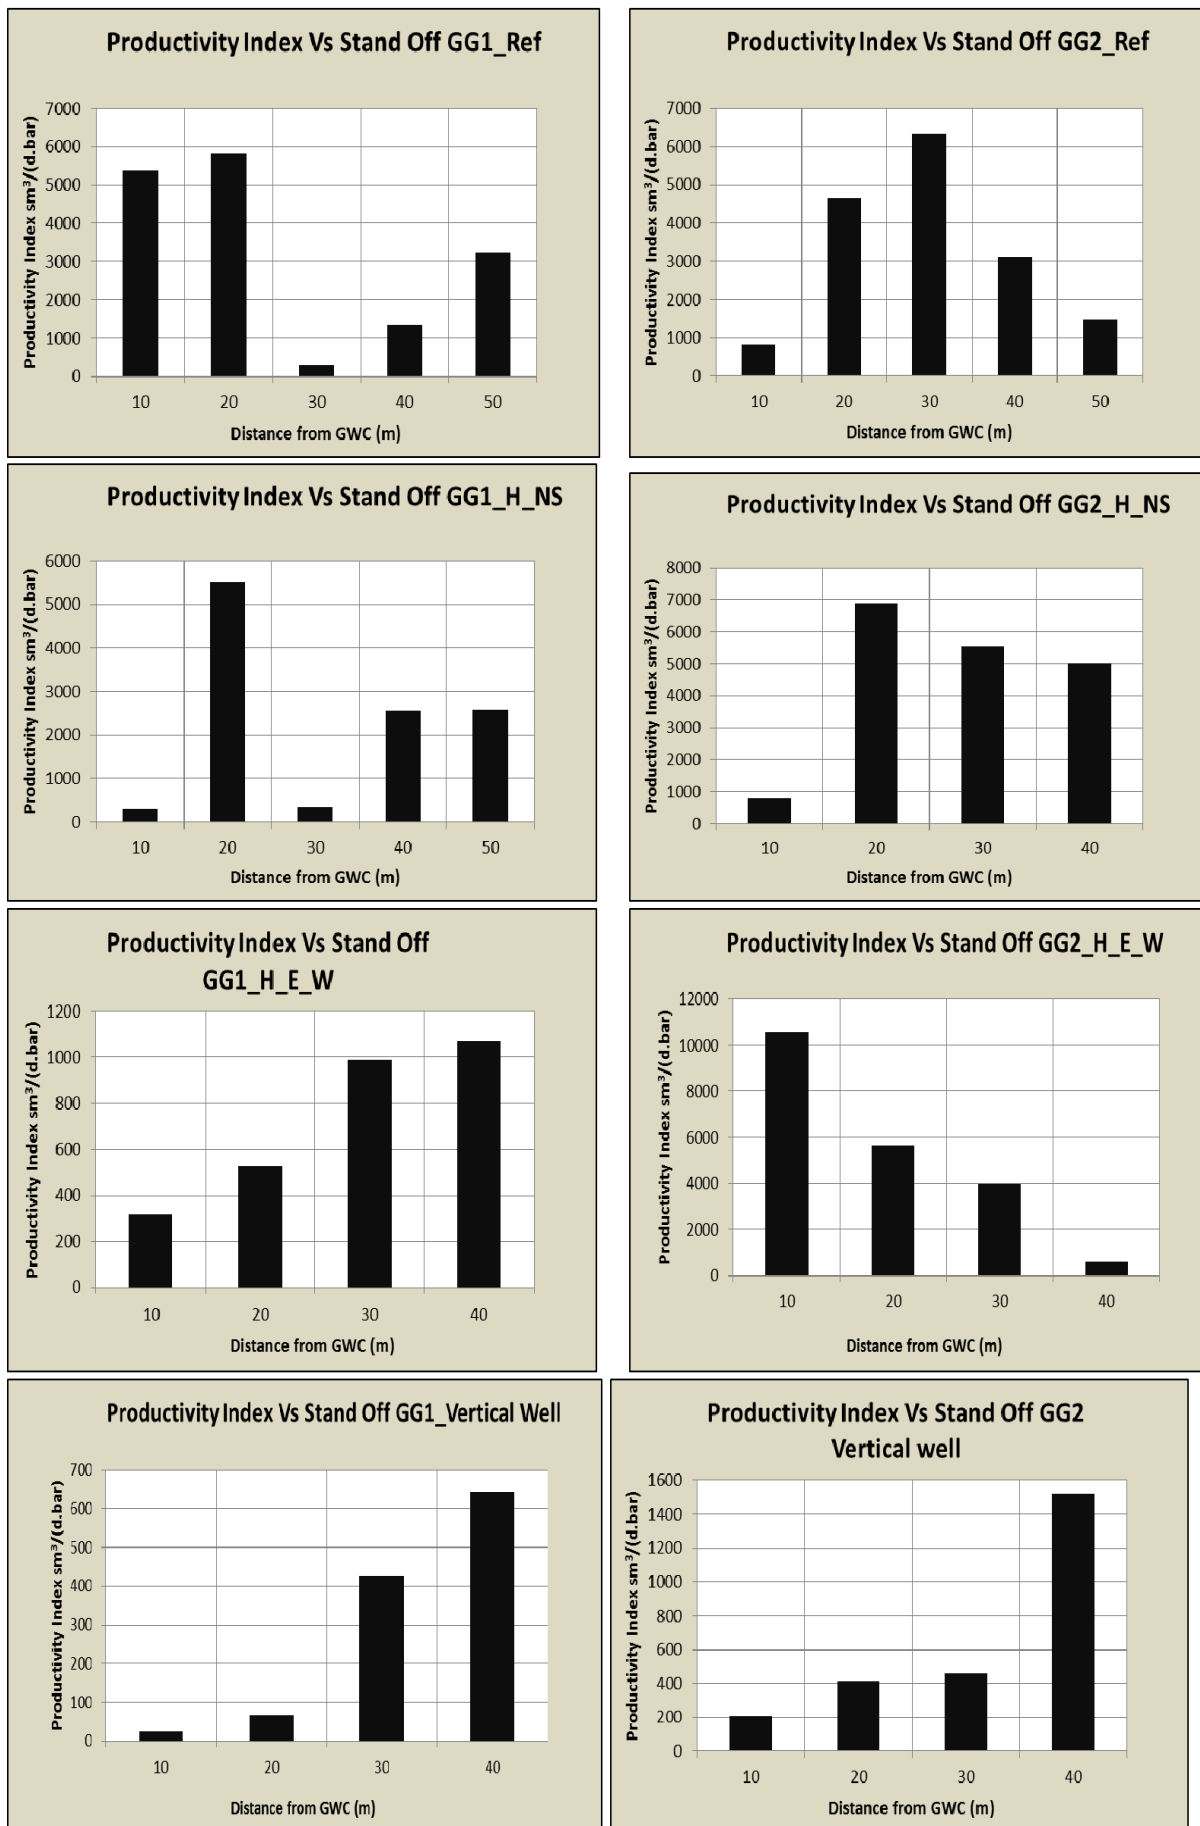 Productivity Index Vs Stand Off GG1_Ref
Productivity Index sm³/(d.bar)
7000
6000
5000
4000
3000
2000
1000
0
10 20 30 40 50
Distance from GWC (m)
Productivity Index Vs Stand Off GG2_Ref
Productivity Index sm³/(d.bar)
7000
6000
5000
4000
3000
2000
1000
0
10 20 30 40 50
Distance from GWC (m)
Productivity Index Vs Stand Off GG1_H_NS
Productivity Index sm³/(d.bar)
6000
5000
4000
3000
2000
1000
0
10 20 30 40 50
Distance from GWC (m)
Productivity Index Vs Stand Off GG2_H_NS
Productivity Index sm³/(d.bar)
8000
7000
6000
5000
4000
3000
2000
1000
0
10 20 30 40
Distance from GWC (m)
Productivity Index Vs Stand Off
GG1_H_E_W
Productivity Index sm³/(d.bar)
1200
1000
800
600
400
200
0
10 20 30 40
Distance from GWC (m)
Productivity Index Vs Stand Off GG2_H_E_W
Productivity Index sm³/(d.bar)
12000
10000
8000
6000
4000
2000
0
10 20 30 40
Distance from GWC (m)
Productivity Index Vs Stand Off GG1_Vertical Well
Productivity Index sm³/(d.bar)
700
600
500
400
300
200
100
0
10 20 30 40
Distance from GWC (m)
Productivity Index Vs Stand Off GG2
Vertical well
Productivity Index sm³/(d.bar)
1600
1400
1200
1000
800
600
400
200
0
10 20 30 40
Distance from GWC (m)